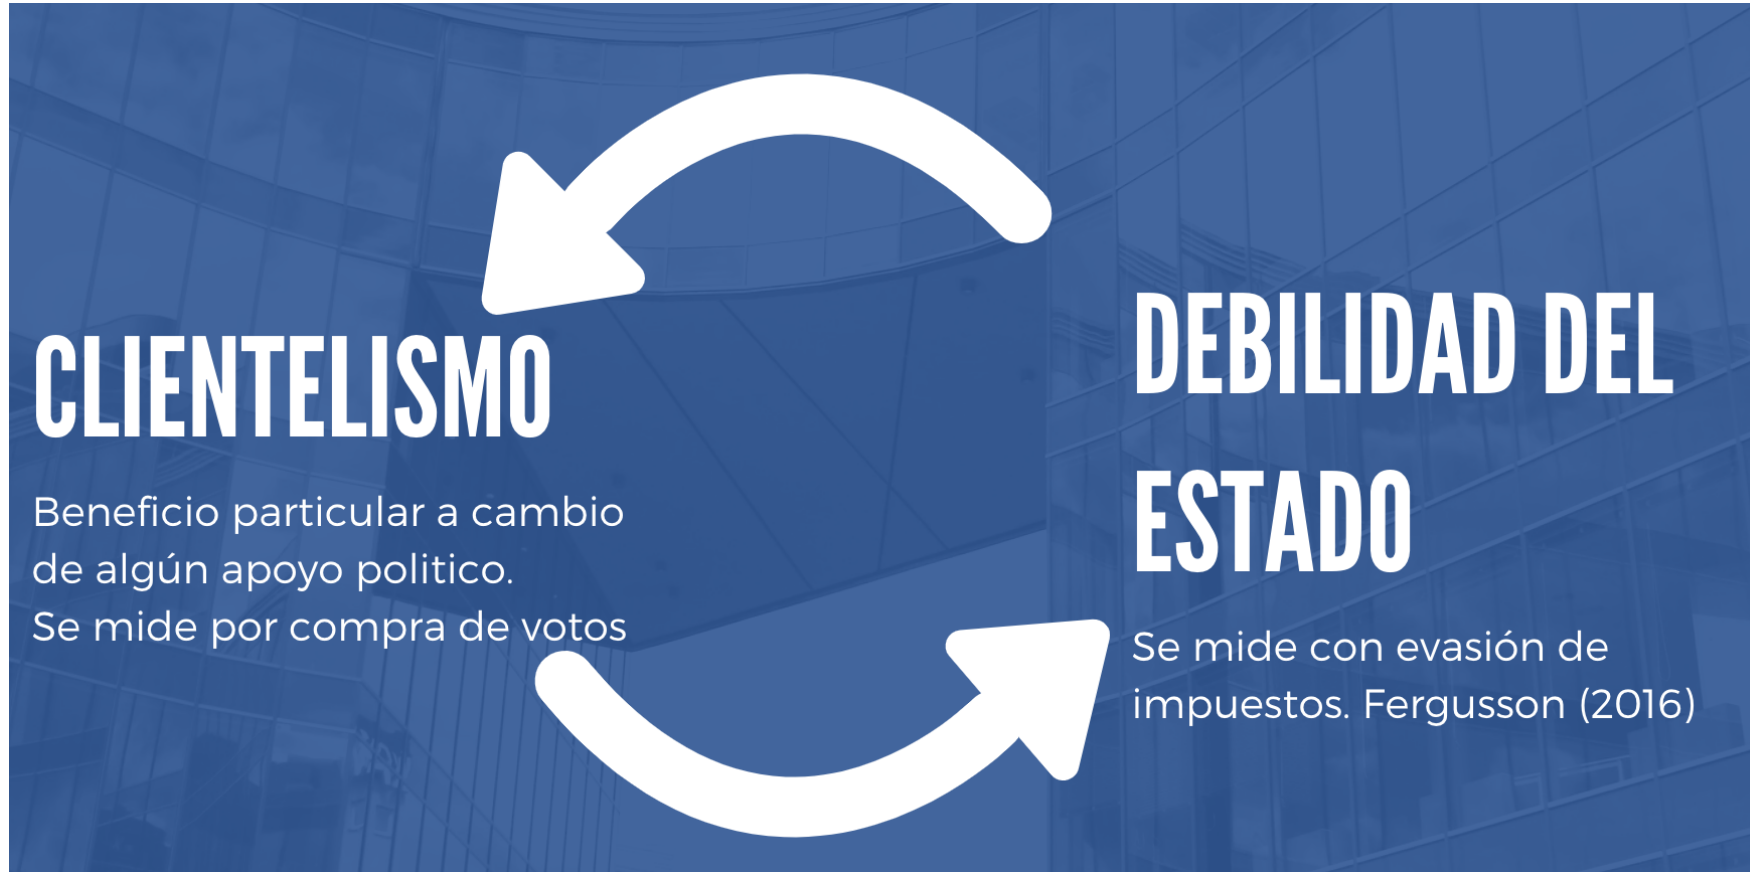 CLIENTELISMO
Beneficio particular a cambio
de algún apoyo politico.
Se mide por compra de votos
DEBILIDAD DEL
ESTADO
Se mide con evasión de
impuestos. Fergusson (2016)